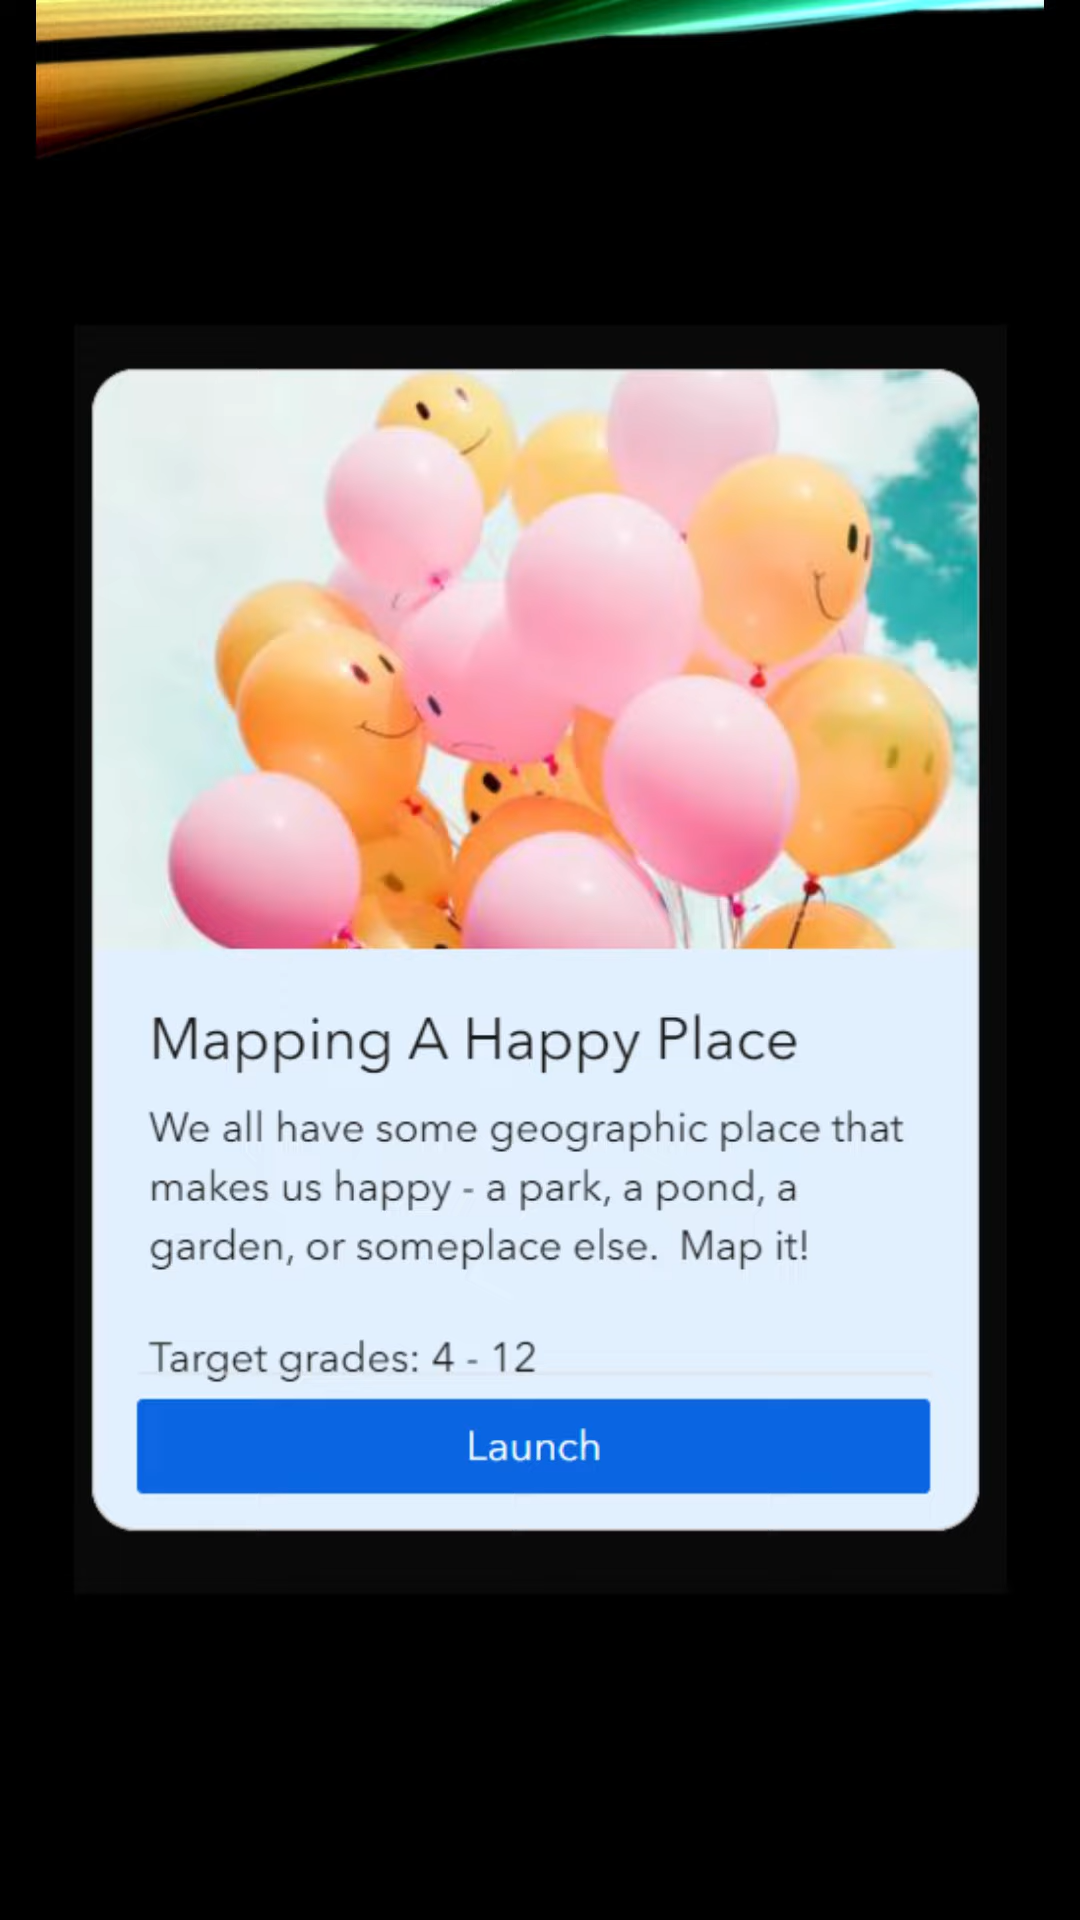 Mapping A Happy Place
We all have some geographic place that
makes us happy - a park, a pond, a
garden, or someplace else.  Map it!
Target grades: 4 - 12
Launch